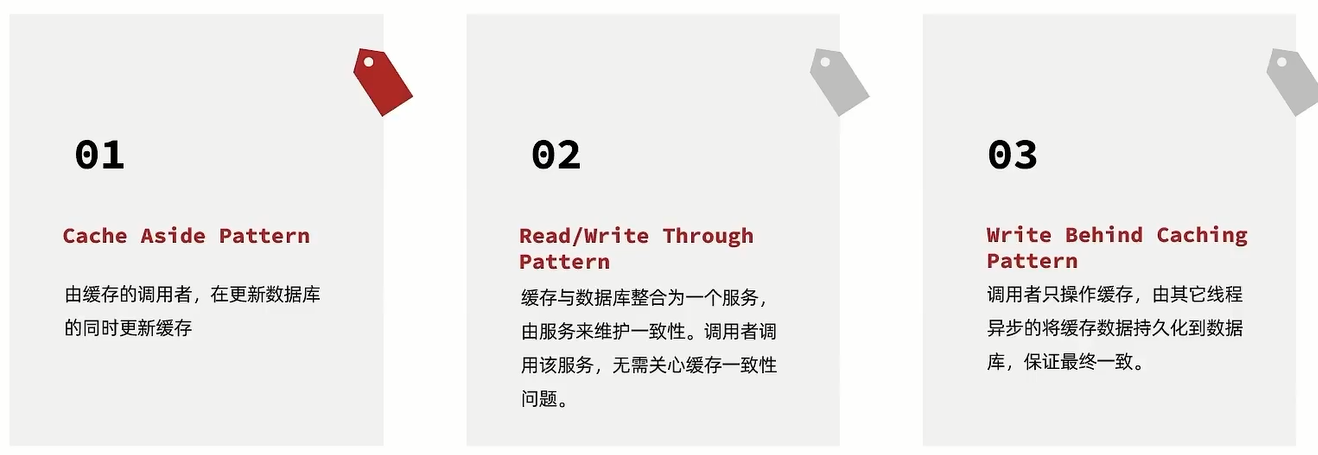 01
Cache Aside Pattern
由缓存的调用者，在更新数据库
的同时更新缓存
02
Read/Write Through
Pattern
缓存与数据库整合为一个服务，
由服务来维护一致性。调用者调
用该服务，无需关心缓存一致性
问题。
03
Write Behind Caching
Pattern
调用者只操作缓存，由其它线程
异步的将缓存数据持久化到数据
库，保证最终一致。